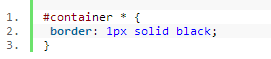 1. #container * {
2.  border: 1px solid black;
3. }